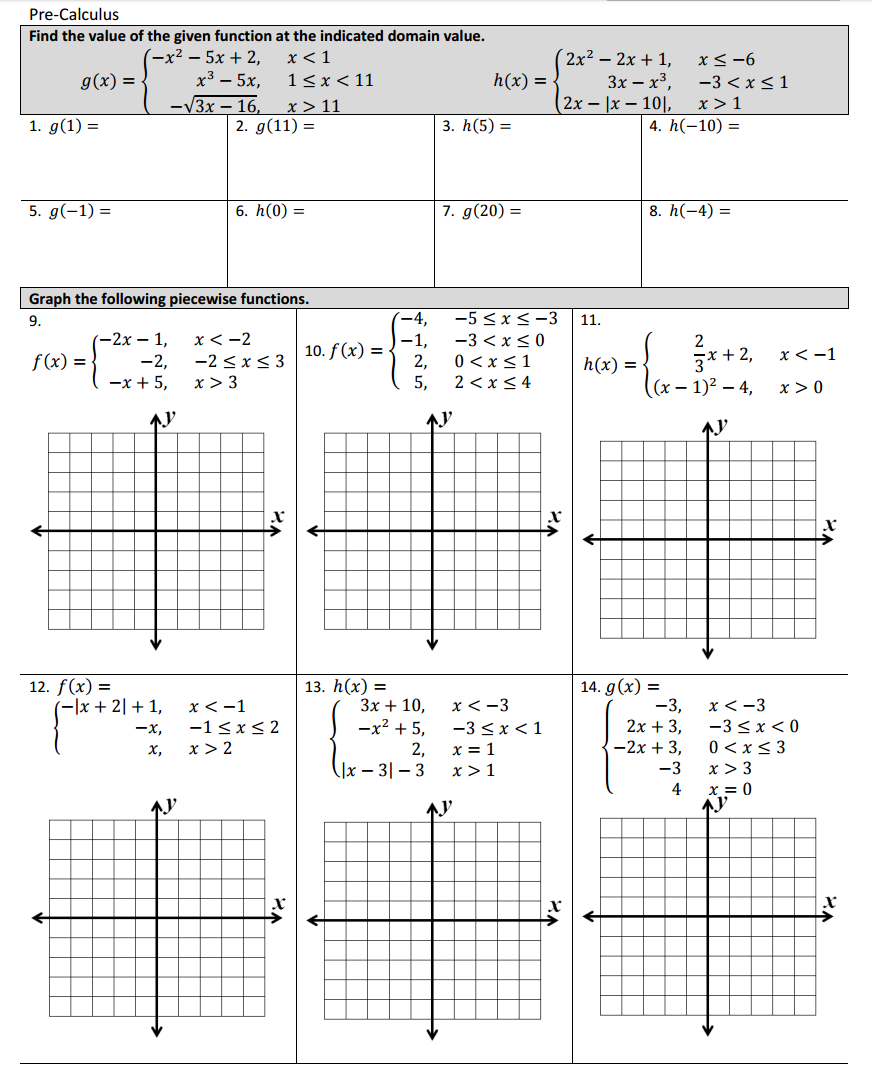 Pre-Calculus
Find the value of the given function at the indicated domain value.
g(x) = { −x² − 5x + 2, x < 1
x³ − 5x, 1 ≤ x < 11
−√(3x − 16), x > 11
h(x) = { 2x² − 2x + 1, x ≤ −6
3x − x³, −3 < x ≤ 1
2x − |x − 10|, x > 1
1. g(1) =
2. g(11) =
3. h(5) =
4. h(−10) =
5. g(−1) =
6. h(0) =
7. g(20) =
8. h(−4) =
Graph the following piecewise functions.
9.
f(x) = { −2x − 1, x < −2
−2, −2 ≤ x ≤ 3
−x + 5, x > 3
y
x
10. f(x) = { −4, −5 ≤ x ≤ −3
−1, −3 < x ≤ 0
2, 0 < x ≤ 1
5, 2 < x ≤ 4
y
x
11.
h(x) = { 2/3 x + 2, x < −1
(x − 1)² − 4, x > 0
y
x
12. f(x) =
{ −|x + 2| + 1, x < −1
−x, −1 ≤ x ≤ 2
x, x > 2
y
x
13. h(x) =
{ 3x + 10, x < −3
−x² + 5, −3 ≤ x < 1
2, x = 1
|x − 3| − 3 x > 1
y
x
14. g(x) =
{ −3, x < −3
2x + 3, −3 ≤ x < 0
−2x + 3, 0 < x ≤ 3
−3 x > 3
4 x = 0
y
x